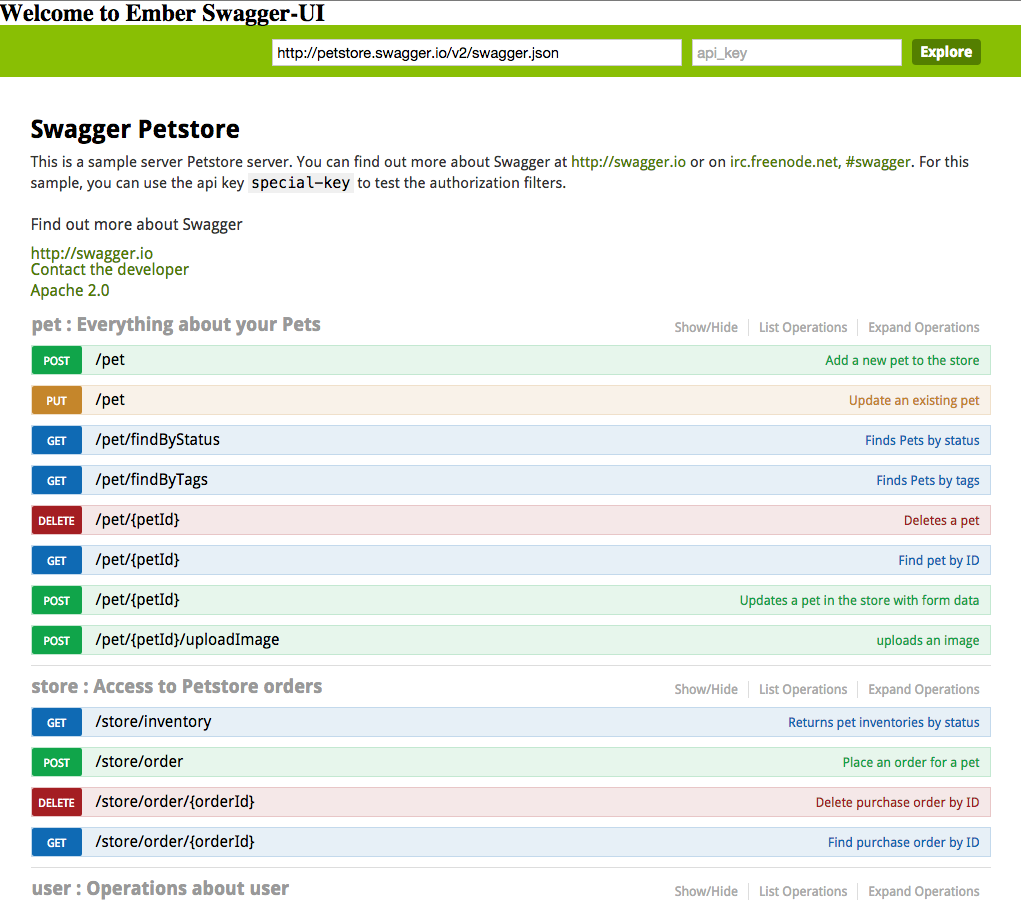 Welcome to Ember Swagger-UI
http://petstore.swagger.io/v2/swagger.json api_key Explore
Swagger Petstore
This is a sample server Petstore server. You can find out more about Swagger at http://swagger.io or on irc.freenode.net, #swagger. For this
sample, you can use the api key special-key to test the authorization filters.
Find out more about Swagger
http://swagger.io
Contact the developer
Apache 2.0
pet : Everything about your Pets Show/Hide List Operations Expand Operations
POST /pet Add a new pet to the store
PUT /pet Update an existing pet
GET /pet/findByStatus Finds Pets by status
GET /pet/findByTags Finds Pets by tags
DELETE /pet/{petId} Deletes a pet
GET /pet/{petId} Find pet by ID
POST /pet/{petId} Updates a pet in the store with form data
POST /pet/{petId}/uploadImage uploads an image
store : Access to Petstore orders Show/Hide List Operations Expand Operations
GET /store/inventory Returns pet inventories by status
POST /store/order Place an order for a pet
DELETE /store/order/{orderId} Delete purchase order by ID
GET /store/order/{orderId} Find purchase order by ID
user : Operations about user Show/Hide List Operations Expand Operations